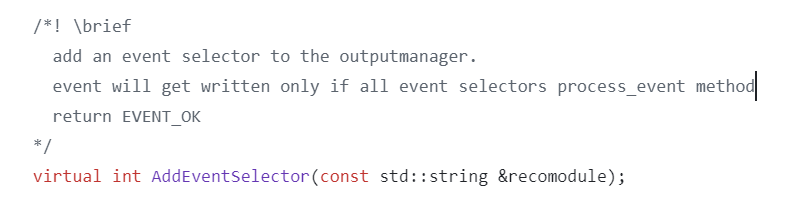 /*! \brief
add an event selector to the outputmanager.
event will get written only if all event selectors process_event method
return EVENT_OK
*/
virtual int AddEventSelector(const std::string &recomodule);